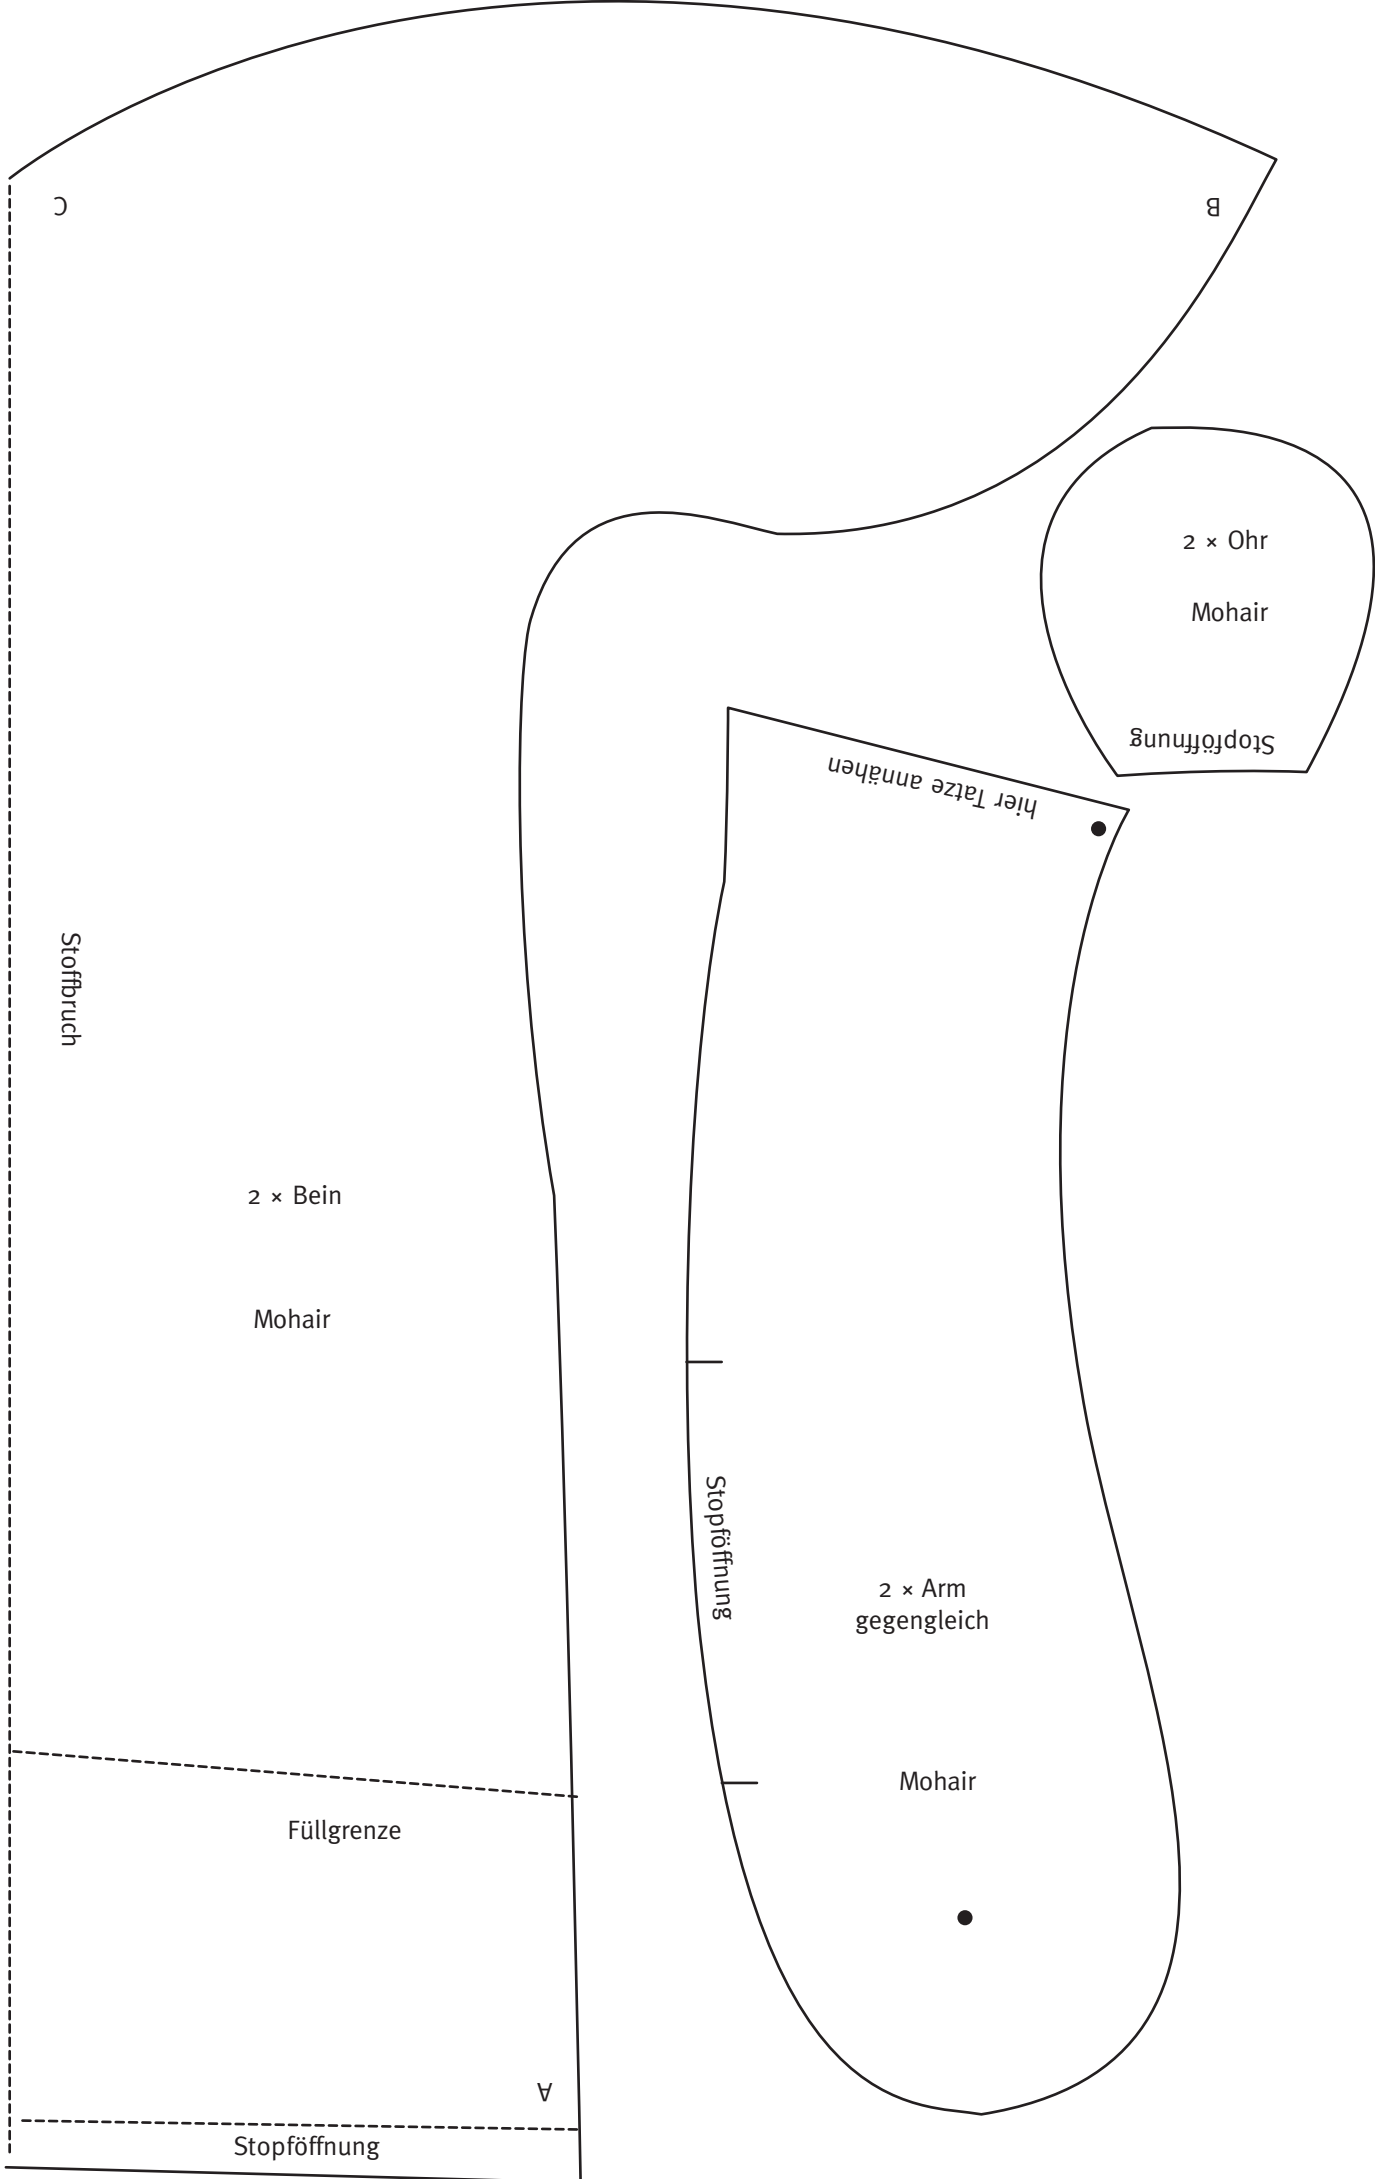 C
B
2 × Ohr
Mohair
Stopföffnung
hier Tatze annähen
Stoffbruch
2 × Bein
Mohair
Stopföffnung
2 × Arm
gegengleich
Mohair
Füllgrenze
A
Stopföffnung